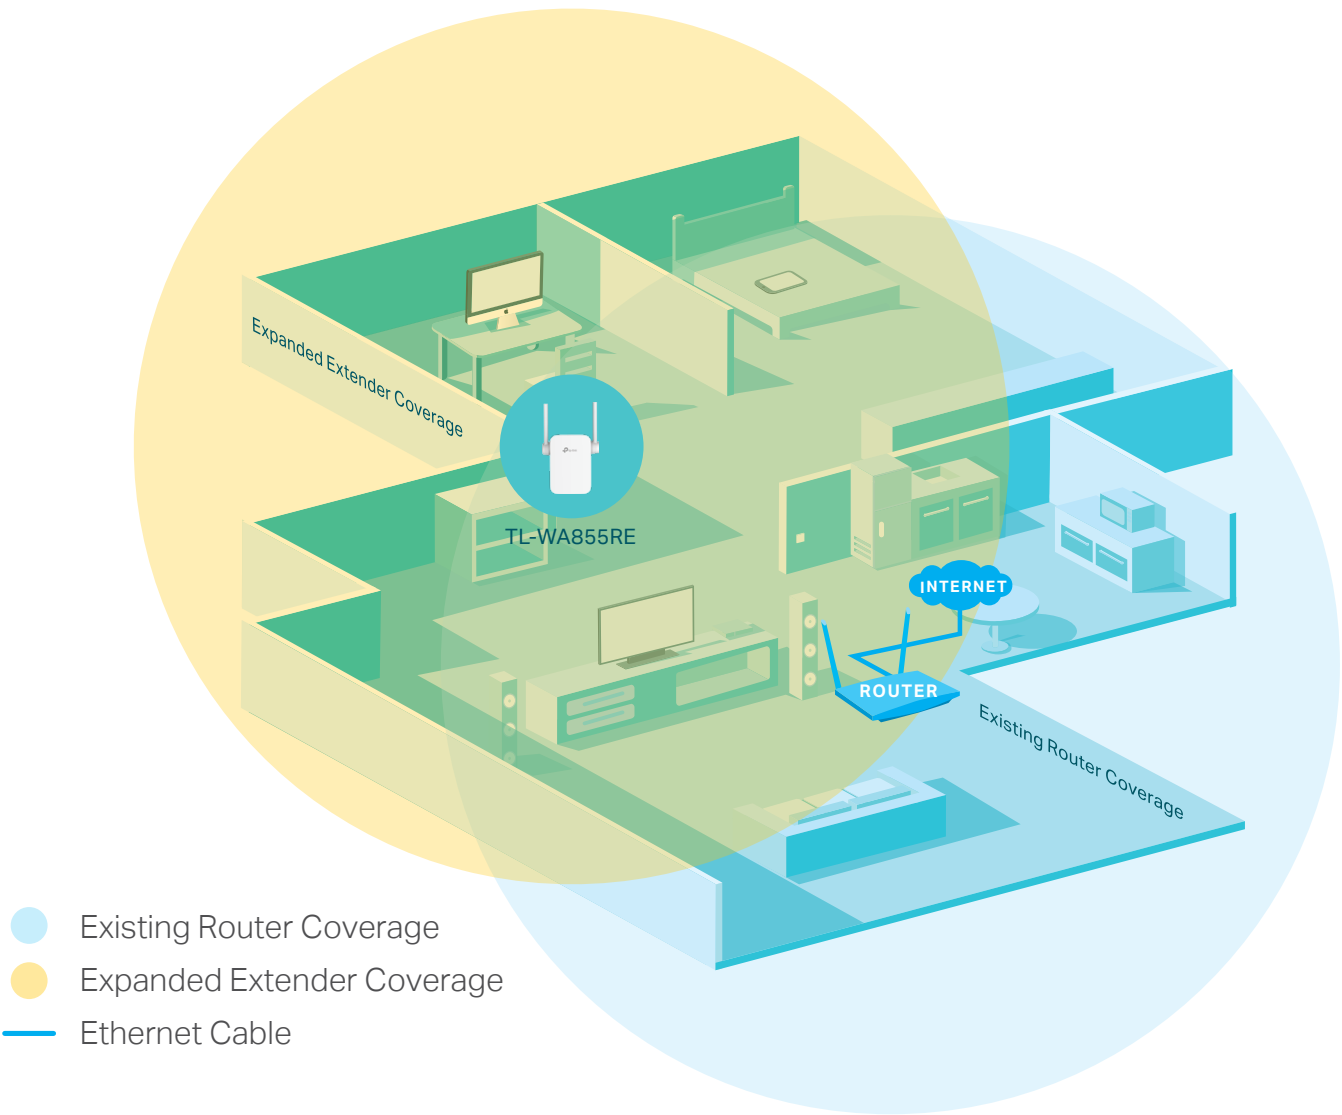 Expanded Extender Coverage
TL-WA855RE
INTERNET
ROUTER
Existing Router Coverage
Existing Router Coverage
Expanded Extender Coverage
Ethernet Cable